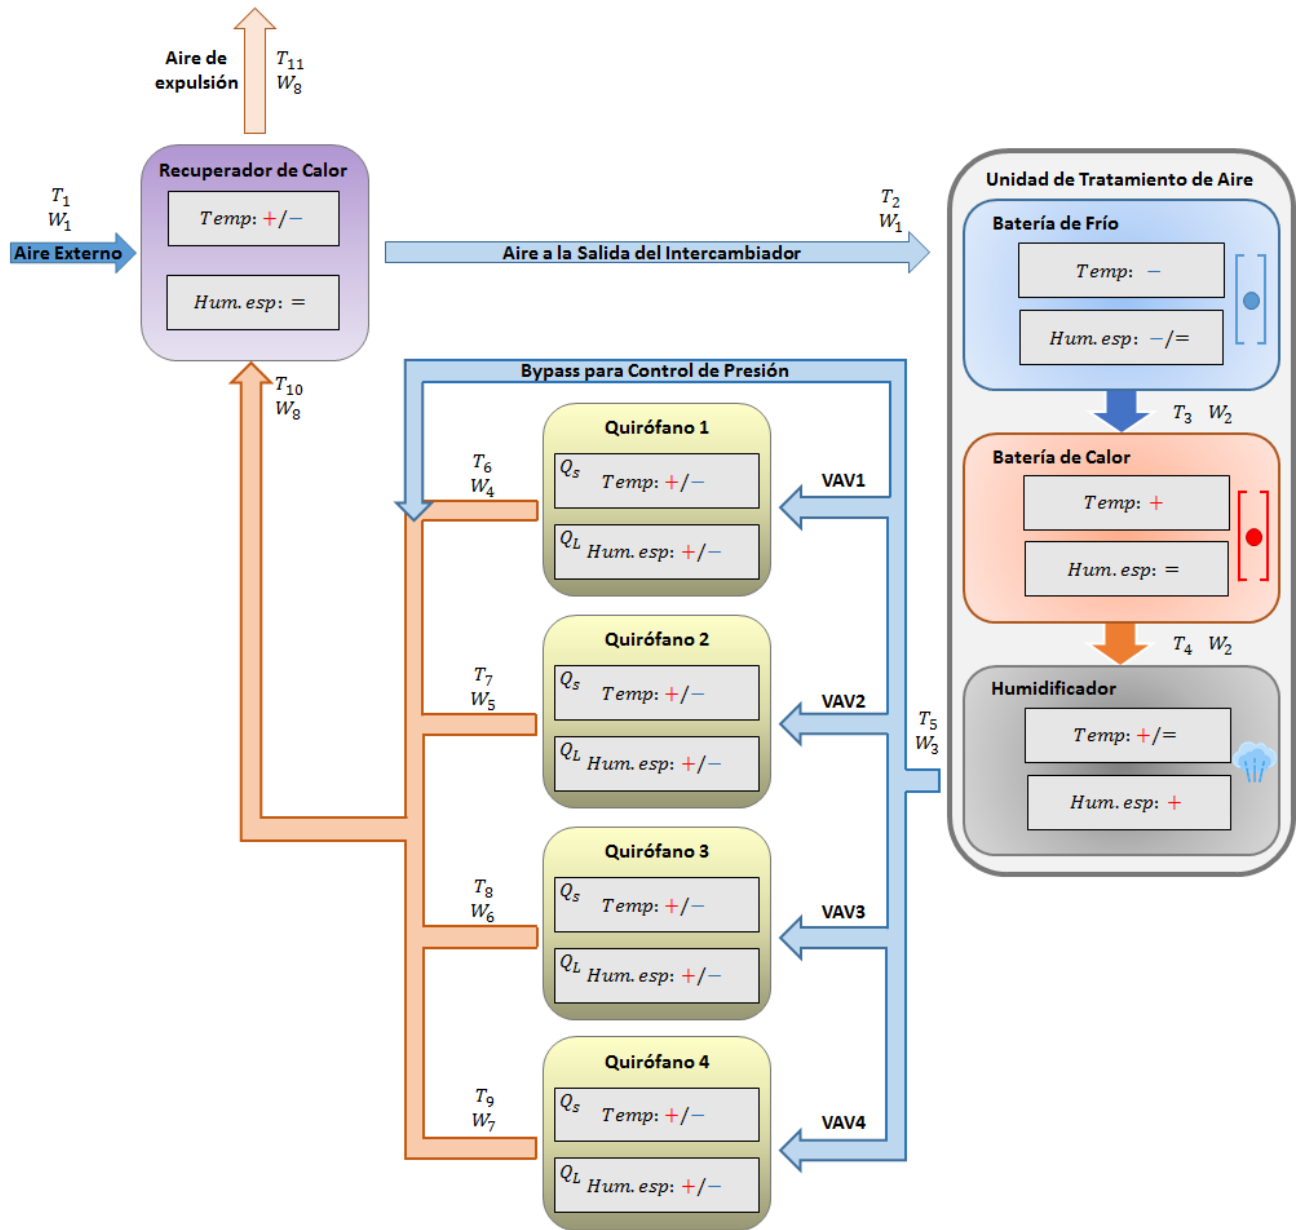 Aire de
expulsión
T₁₁
W₈
Recuperador de Calor
Temp: +/−
Hum. esp: =
T₁
W₁
Aire Externo
T₂
W₁
Aire a la Salida del Intercambiador
T₁₀
W₈
Unidad de Tratamiento de Aire
Batería de Frío
Temp: −
Hum. esp: −/=
T₃ W₂
Batería de Calor
Temp: +
Hum. esp: =
T₄ W₂
Humidificador
Temp: +/=
Hum. esp: +
T₅
W₃
Bypass para Control de Presión
Quirófano 1
Qₛ Temp: +/−
Q_L Hum. esp: +/−
T₆
W₄
VAV1
Quirófano 2
Qₛ Temp: +/−
Q_L Hum. esp: +/−
T₇
W₅
VAV2
Quirófano 3
Qₛ Temp: +/−
Q_L Hum. esp: +/−
T₈
W₆
VAV3
Quirófano 4
Qₛ Temp: +/−
Q_L Hum. esp: +/−
T₉
W₇
VAV4